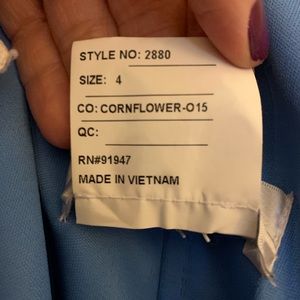 STYLE NO: 2880
SIZE: 4
CO: CORNFLOWER-O15
QC:
RN#91947
MADE IN VIETNAM